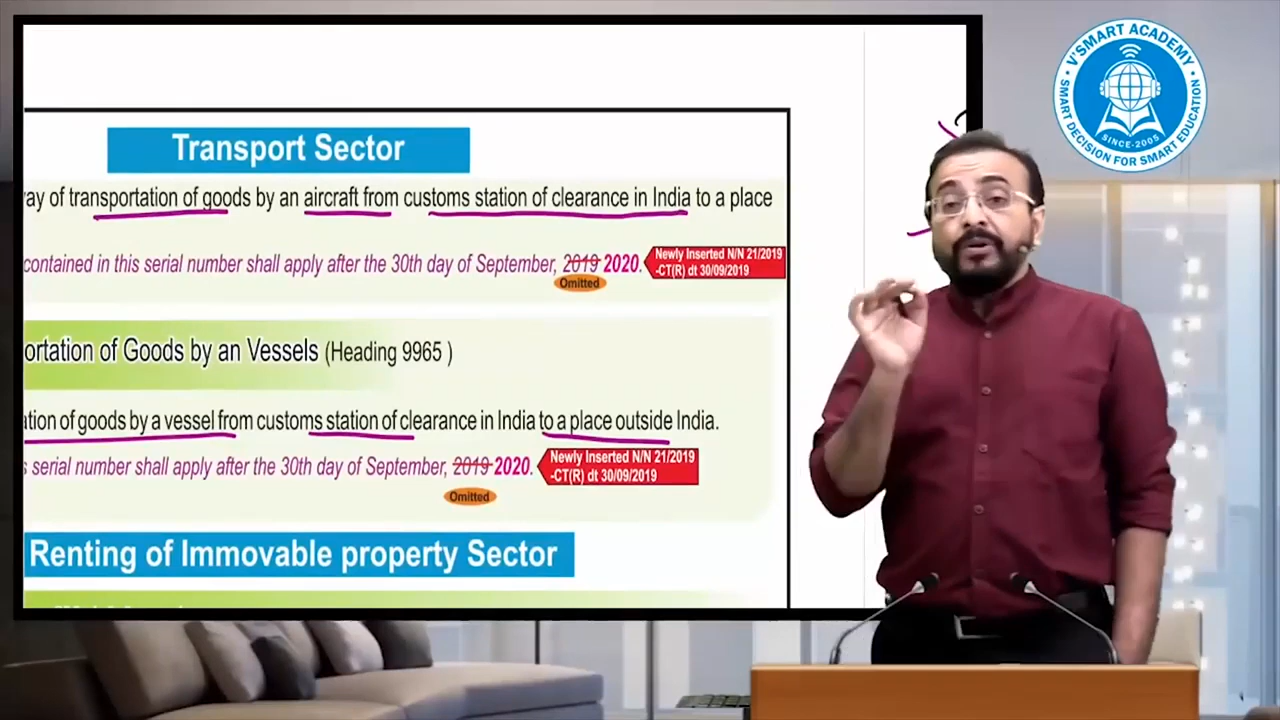 Transport Sector
ay of transportation of goods by an aircraft from customs station of clearance in India to a place
contained in this serial number shall apply after the 30th day of September, 2019 2020.
Newly Inserted N/N 21/2019
-CT(R) dt 30/09/2019
Omitted
ortation of Goods by an Vessels (Heading 9965 )
ation of goods by a vessel from customs station of clearance in India to a place outside India.
s serial number shall apply after the 30th day of September, 2019 2020.
Newly Inserted N/N 21/2019
-CT(R) dt 30/09/2019
Omitted
Renting of Immovable property Sector
V'SMART ACADEMY
SMART DECISION FOR SMART EDUCATION
SINCE-2005